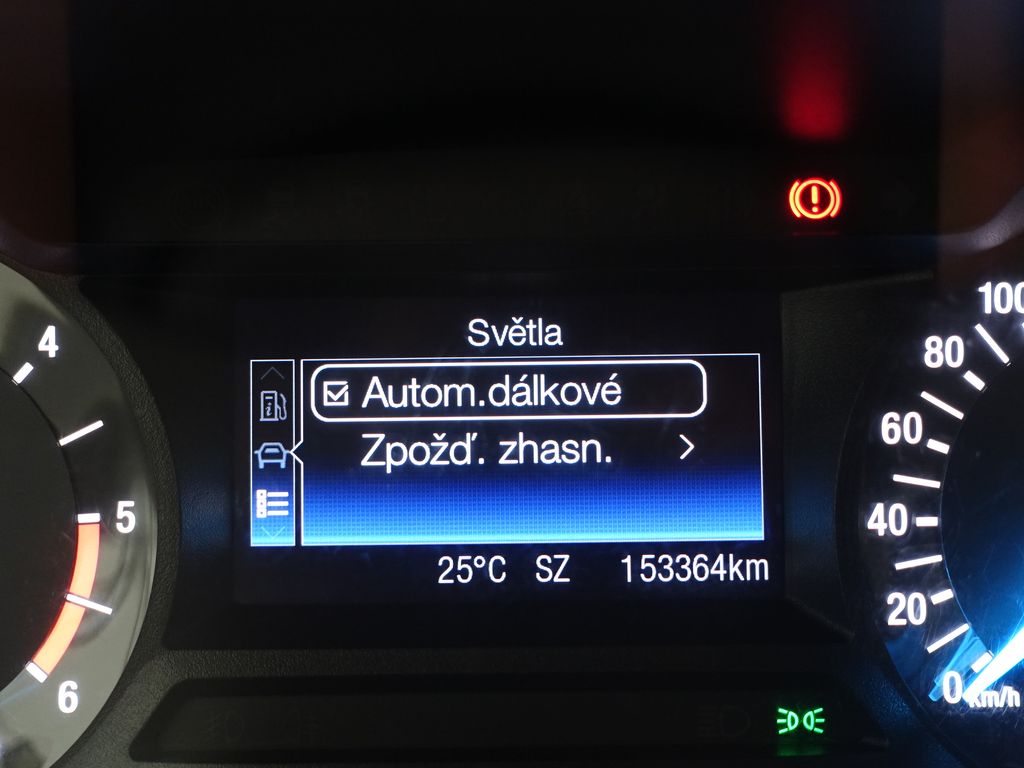 Světla
Autom.dálkové
Zpožď. zhasn.
25°C SZ 153364km
4
5
6
100
80
60
40
20
0
km/h